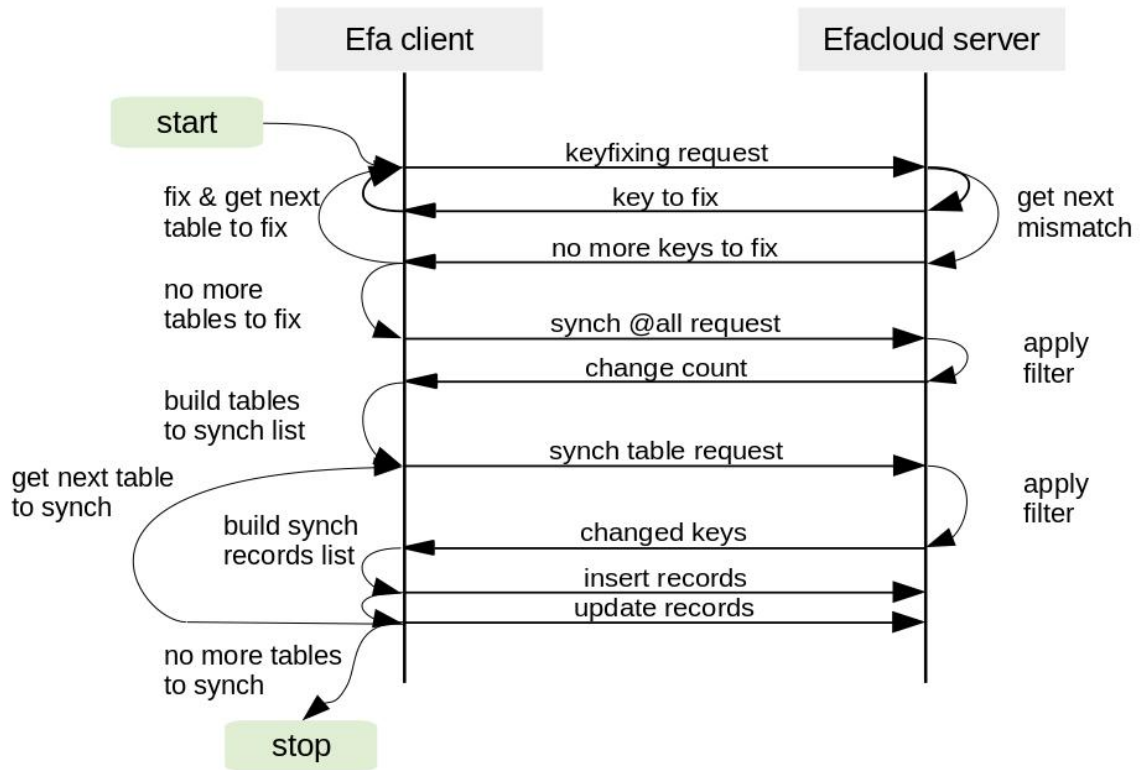 Efa client
Efacloud server
start
keyfixing request
fix & get next
table to fix
key to fix
get next
mismatch
no more keys to fix
no more
tables to fix
synch @all request
apply
filter
change count
build tables
to synch list
synch table request
get next table
to synch
apply
filter
build synch
records list
changed keys
insert records
update records
no more tables
to synch
stop